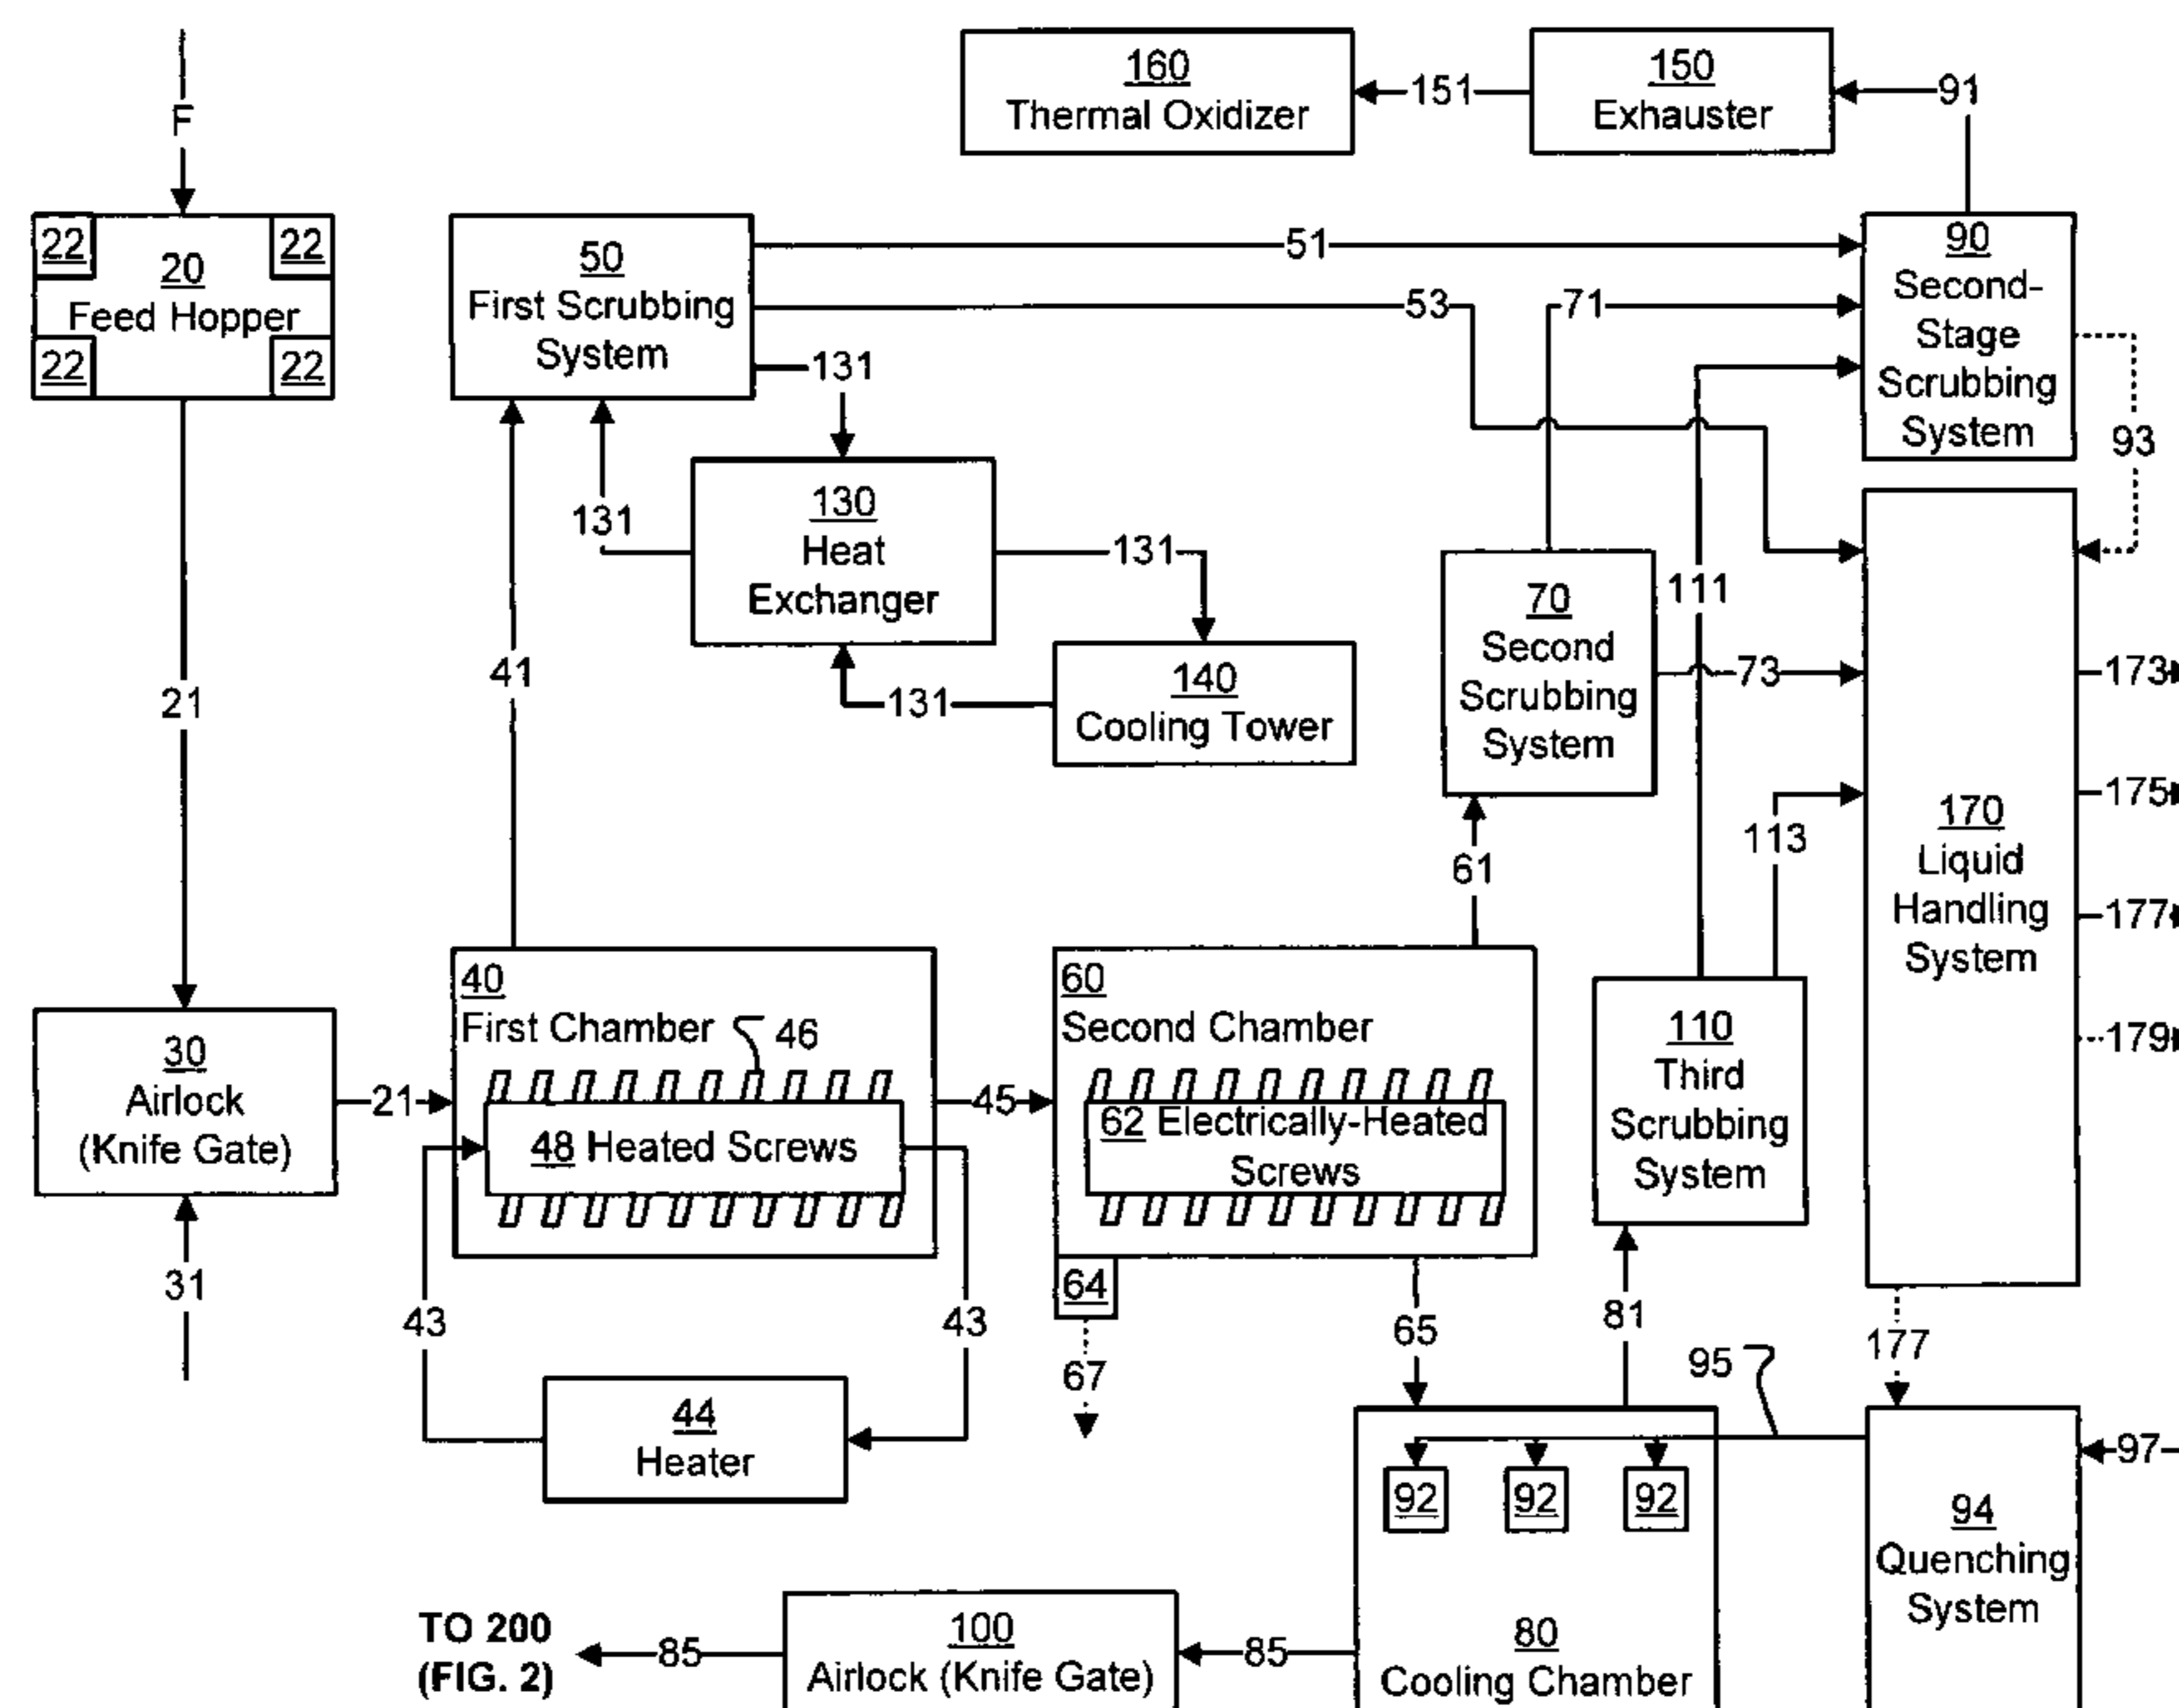 F
22
22
20
Feed Hopper
22
22
21
30
Airlock
(Knife Gate)
31
21
160
Thermal Oxidizer
151
150
Exhauster
91
50
First Scrubbing
System
51
53
71
131
131
130
Heat
Exchanger
131
131
140
Cooling Tower
41
90
Second-
Stage
Scrubbing
System
93
70
Second
Scrubbing
System
73
111
113
61
170
Liquid
Handling
System
173
175
177
179
177
40
First Chamber
46
48 Heated Screws
43
43
44
Heater
45
60
Second Chamber
62 Electrically-Heated
Screws
64
67
65
110
Third
Scrubbing
System
81
95
92
92
92
94
Quenching
System
97
80
Cooling Chamber
85
100
Airlock (Knife Gate)
85
TO 200
(FIG. 2)